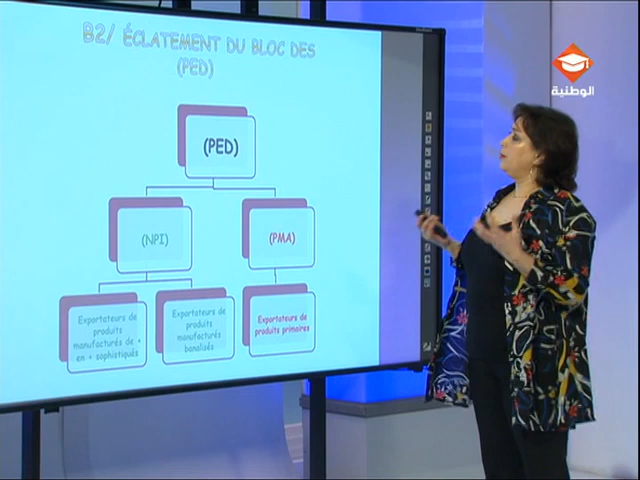 B2/ ÉCLATEMENT DU BLOC DES
(PED)
الوطنية
(PED)
(NPI)
(PMA)
Exportateurs de
produits
manufacturés de +
en + sophistiqués
Exportateurs de
produits
manufacturés
banalisés
Exportateurs de
produits primaires